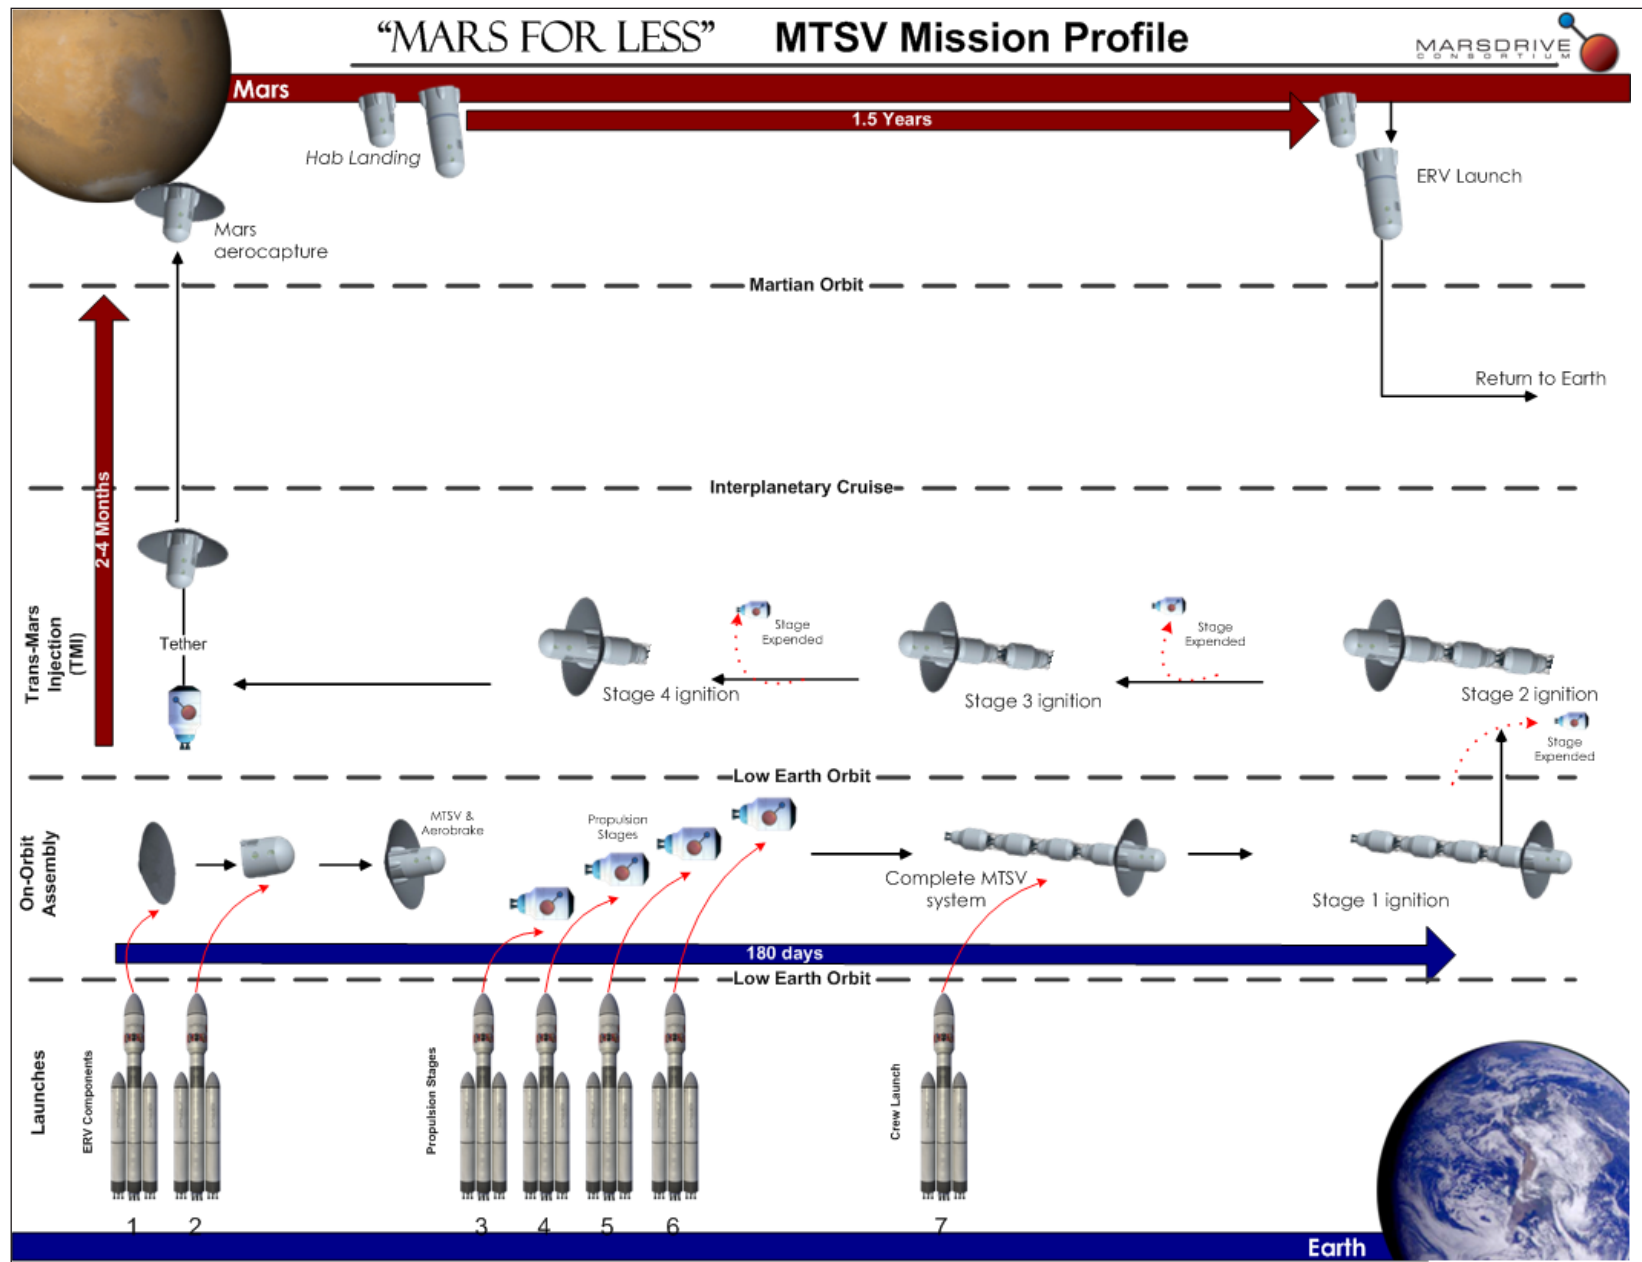 "MARS FOR LESS" MTSV Mission Profile
MARSDRIVE
CONSORTIUM
Mars
1.5 Years
Hab Landing
ERV Launch
Mars
aerocapture
Martian Orbit
Return to Earth
Interplanetary Cruise
2-4 Months
Trans-Mars
Injection
(TMI)
Tether
Stage
Expended
Stage 4 ignition
Stage
Expended
Stage 3 ignition
Stage 2 ignition
Stage
Expended
Low Earth Orbit
On-Orbit
Assembly
MTSV &
Aerobrake
Propulsion
Stages
Complete MTSV
system
Stage 1 ignition
180 days
Low Earth Orbit
Launches
ERV Components
Propulsion Stages
Crew Launch
1 2 3 4 5 6 7
Earth